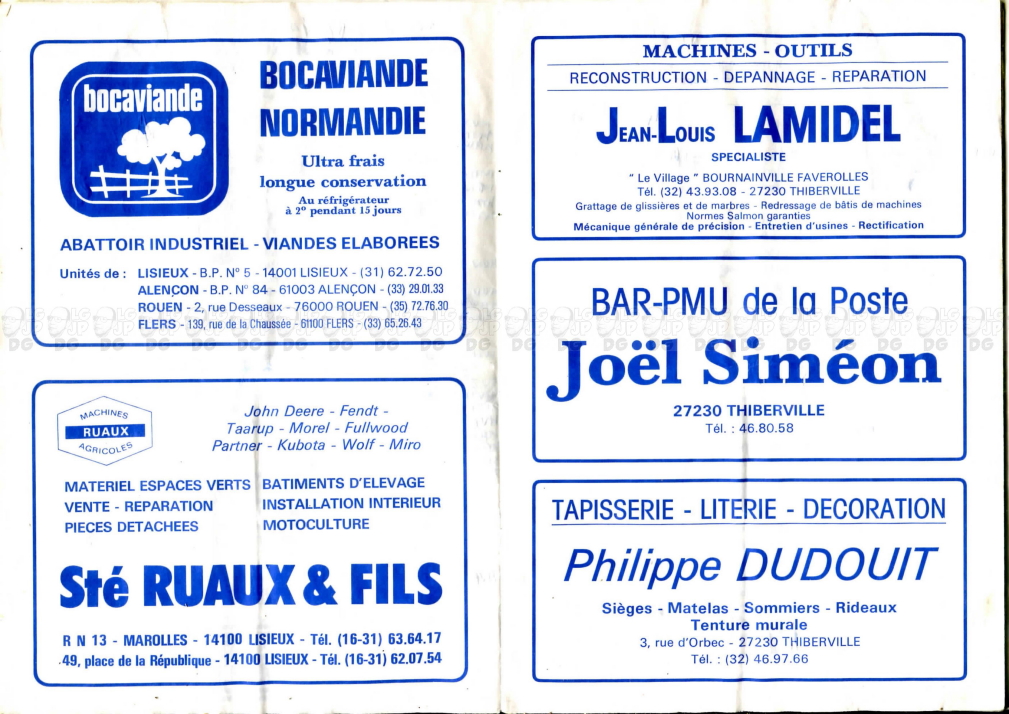 bocaviande
BOCAVIANDE
NORMANDIE
Ultra frais
longue conservation
Au réfrigérateur
à 2° pendant 15 jours
ABATTOIR INDUSTRIEL - VIANDES ELABOREES
Unités de : LISIEUX - B.P. N° 5 - 14001 LISIEUX - (31) 62.72.50
ALENÇON - B.P. N° 84 - 61003 ALENÇON - (33) 29.01.33
ROUEN - 2, rue Desseaux - 76000 ROUEN - (35) 72.76.30
FLERS - 139, rue de la Chaussée - 61100 FLERS - (33) 65.26.43
MACHINES
RUAUX
AGRICOLES
John Deere - Fendt -
Taarup - Morel - Fullwood
Partner - Kubota - Wolf - Miro
MATERIEL ESPACES VERTS
VENTE - REPARATION
PIECES DETACHEES
BATIMENTS D'ELEVAGE
INSTALLATION INTERIEUR
MOTOCULTURE
Sté RUAUX & FILS
R N 13 - MAROLLES - 14100 LISIEUX - Tél. (16-31) 63.64.17
49, place de la République - 14100 LISIEUX - Tél. (16-31) 62.07.54
MACHINES - OUTILS
RECONSTRUCTION - DEPANNAGE - REPARATION
JEAN-LOUIS LAMIDEL
SPECIALISTE
" Le Village " BOURNAINVILLE FAVEROLLES
Tél. (32) 43.93.08 - 27230 THIBERVILLE
Grattage de glissières et de marbres - Redressage de bâtis de machines
Normes Salmon garanties
Mécanique générale de précision - Entretien d'usines - Rectification
BAR-PMU de la Poste
Joël Siméon
27230 THIBERVILLE
Tél. : 46.80.58
TAPISSERIE - LITERIE - DECORATION
Philippe DUDOUIT
Sièges - Matelas - Sommiers - Rideaux
Tenture murale
3, rue d'Orbec - 27230 THIBERVILLE
Tél. : (32) 46.97.66